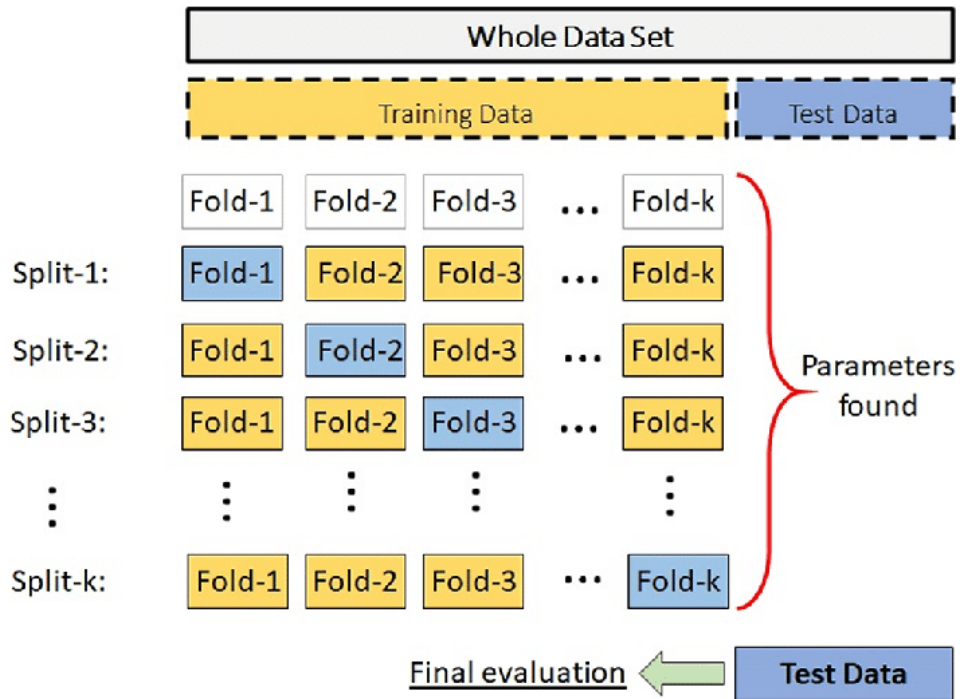 Whole Data Set
Training Data Test Data
Fold-1 Fold-2 Fold-3 ... Fold-k
Split-1: Fold-1 Fold-2 Fold-3 ... Fold-k
Split-2: Fold-1 Fold-2 Fold-3 ... Fold-k
Split-3: Fold-1 Fold-2 Fold-3 ... Fold-k
Split-k: Fold-1 Fold-2 Fold-3 ... Fold-k
Parameters
found
Final evaluation Test Data